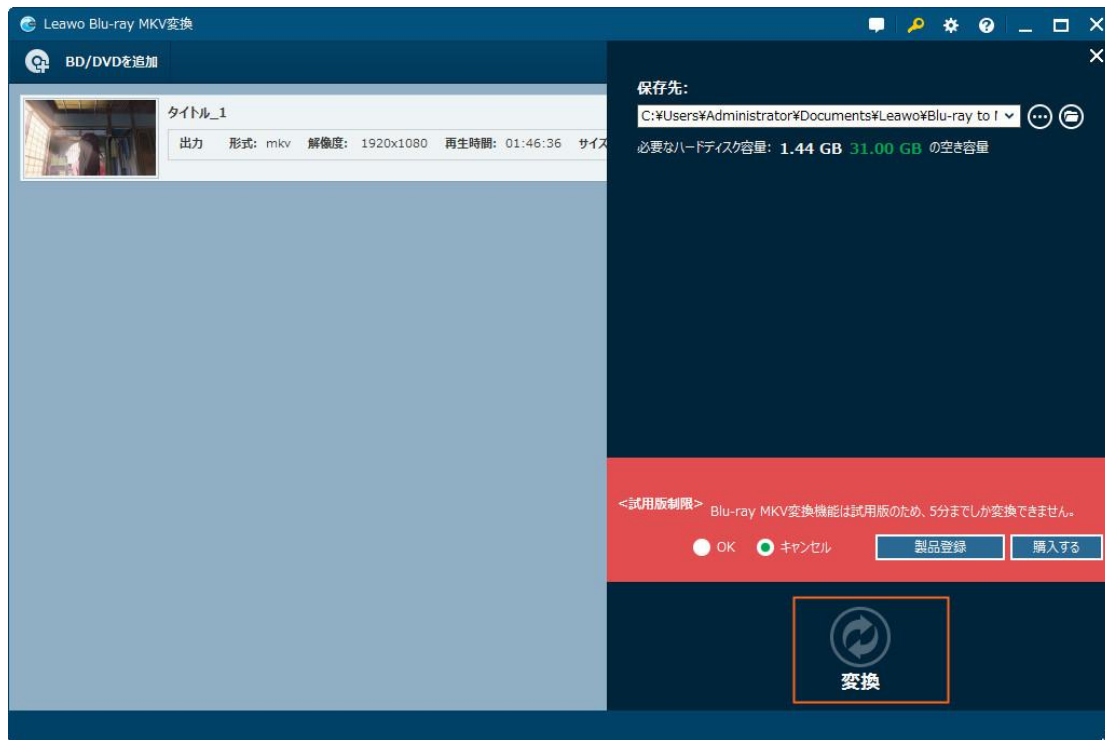 Leawo Blu-ray MKV変換
BD/DVDを追加
タイトル_1
出力 形式: mkv 解像度: 1920x1080 再生時間: 01:46:36 サイズ
保存先:
C:¥Users¥Administrator¥Documents¥Leawo¥Blu-ray to
必要なハードディスク容量: 1.44 GB 31.00 GB の空き容量
<試用版制限> Blu-ray MKV変換機能は試用版のため、5分までしか変換できません。
OK キャンセル 製品登録 購入する
変換